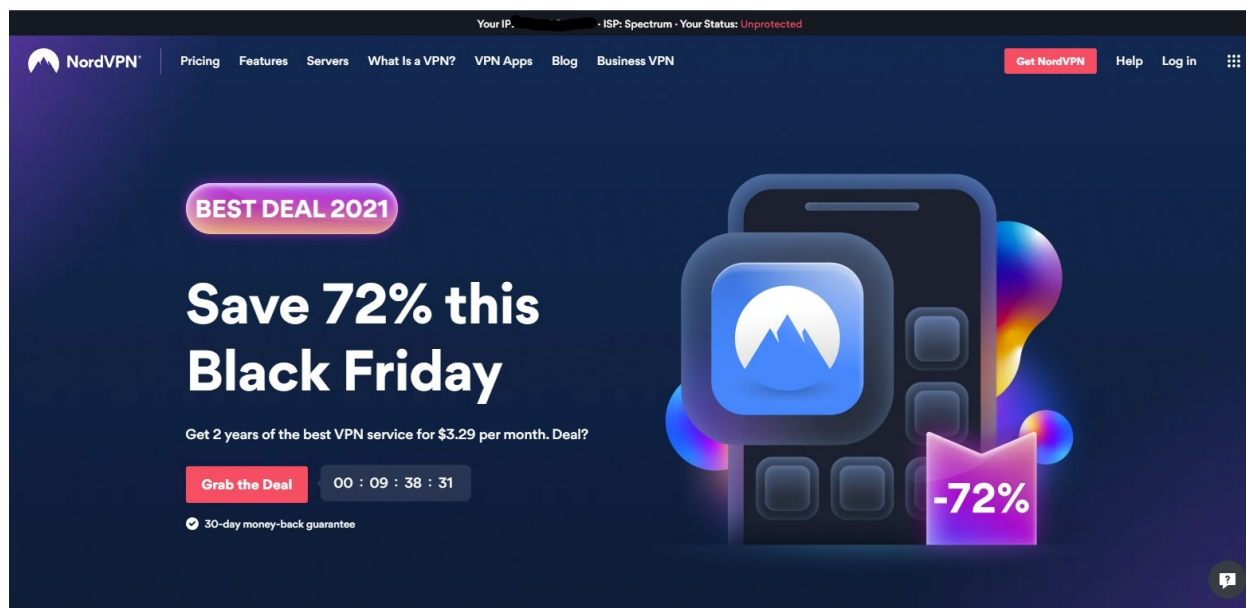 Your IP: · ISP: Spectrum · Your Status: Unprotected
NordVPN®
Pricing Features Servers What Is a VPN? VPN Apps Blog Business VPN
Get NordVPN Help Log in
BEST DEAL 2021
Save 72% this
Black Friday
Get 2 years of the best VPN service for $3.29 per month. Deal?
Grab the Deal
00 : 09 : 38 : 31
30-day money-back guarantee
-72%
?